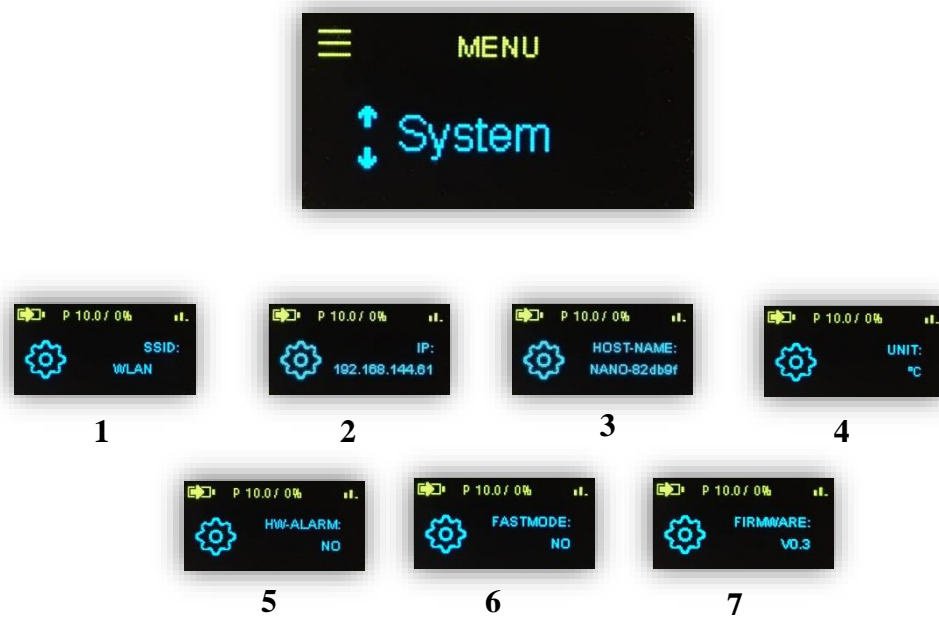 MENU
System
P 10.0 / 0%
SSID:
WLAN
P 10.0 / 0%
IP:
192.168.144.61
P 10.0 / 0%
HOST-NAME:
NANO-82db9f
P 10.0 / 0%
UNIT:
°C
1
2
3
4
P 10.0 / 0%
HW-ALARM:
NO
P 10.0 / 0%
FASTMODE:
NO
P 10.0 / 0%
FIRMWARE:
V0.3
5
6
7